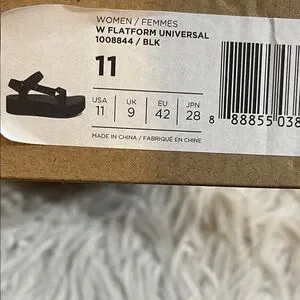 WOMEN / FEMMES
W FLATFORM UNIVERSAL
1008844 / BLK
11
USA UK EU JPN
11 9 42 28
8 88855 038
MADE IN CHINA / FABRIQUÉ EN CHINE